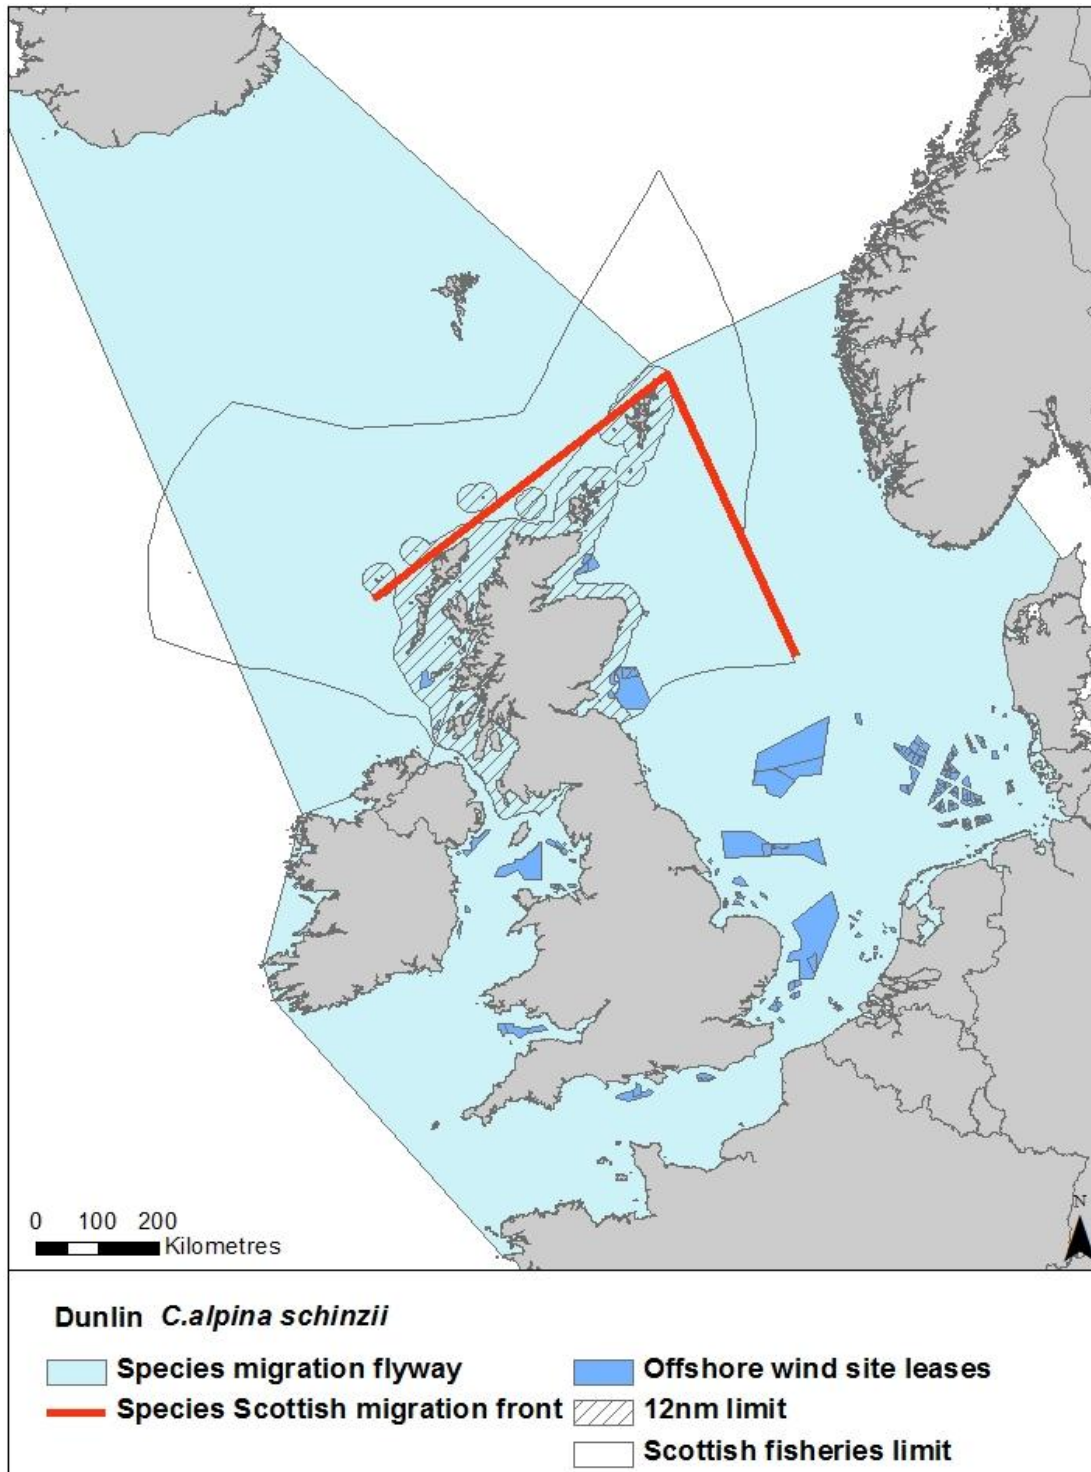 N
0 100 200
Kilometres
Dunlin C.alpina schinzii
Species migration flyway
Offshore wind site leases
Species Scottish migration front
12nm limit
Scottish fisheries limit